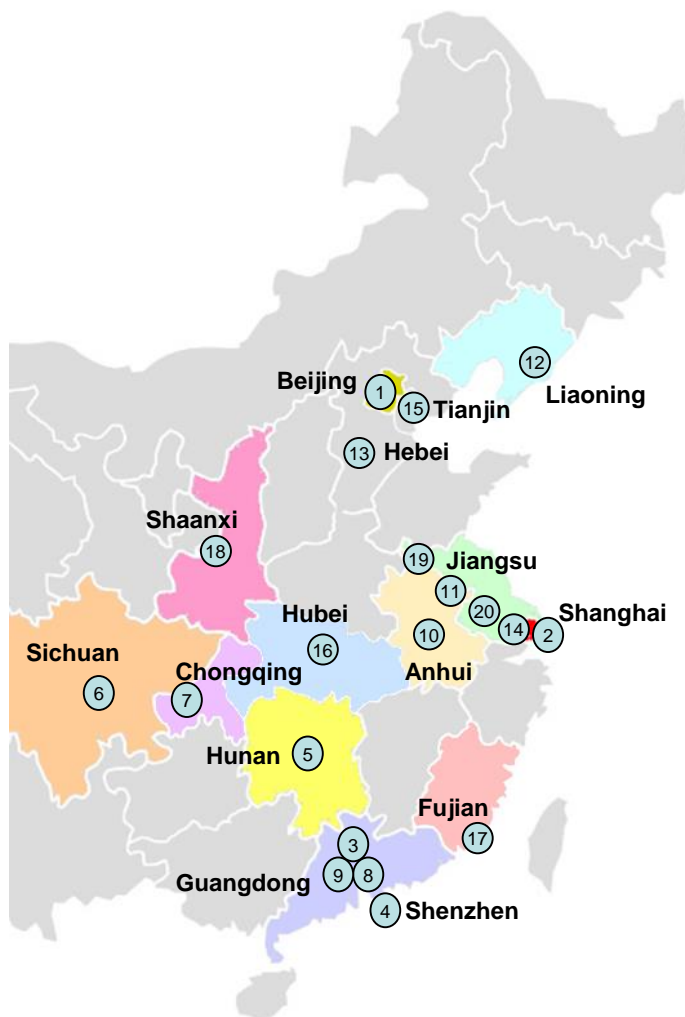 12
Beijing
1
Liaoning
15
Tianjin
13
Hebei
Shaanxi
18
19
Jiangsu
11
20
Hubei
Shanghai
14
2
10
16
Sichuan
Chongqing
Anhui
6
7
Hunan
5
Fujian
17
3
Guangdong
9
8
4
Shenzhen